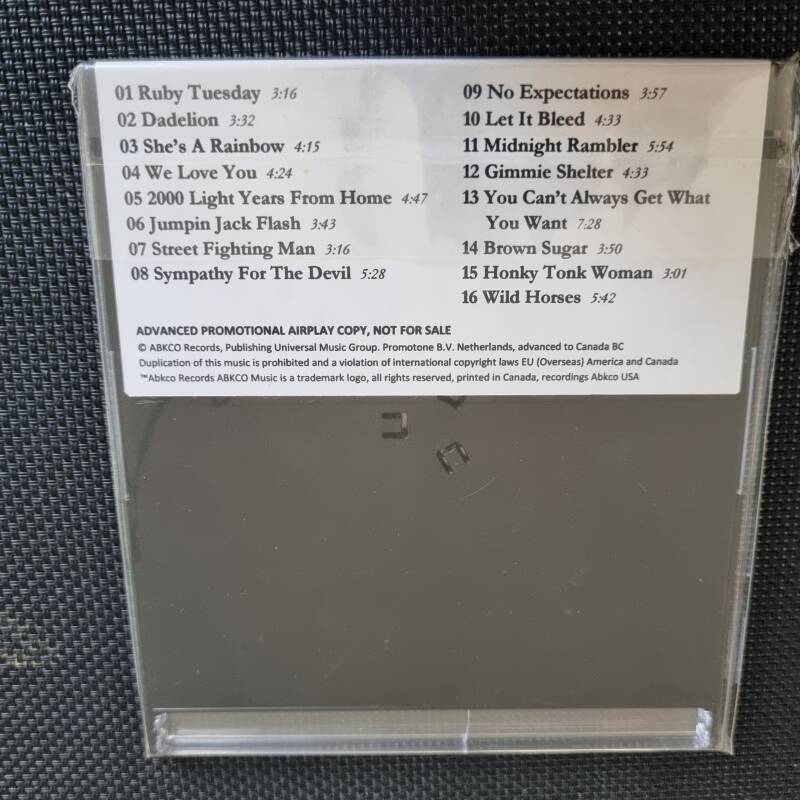 01 Ruby Tuesday 3:16
02 Dadelion 3:32
03 She's A Rainbow 4:15
04 We Love You 4:24
05 2000 Light Years From Home 4:47
06 Jumpin Jack Flash 3:43
07 Street Fighting Man 3:16
08 Sympathy For The Devil 5:28
09 No Expectations 3:57
10 Let It Bleed 4:33
11 Midnight Rambler 5:54
12 Gimmie Shelter 4:33
13 You Can't Always Get What
You Want 7:28
14 Brown Sugar 3:50
15 Honky Tonk Woman 3:01
16 Wild Horses 5:42
ADVANCED PROMOTIONAL AIRPLAY COPY, NOT FOR SALE
© ABKCO Records, Publishing Universal Music Group. Promotone B.V. Netherlands, advanced to Canada BC
Duplication of this music is prohibited and a violation of international copyright laws EU (Overseas) America and Canada
™Abkco Records ABKCO Music is a trademark logo, all rights reserved, printed in Canada, recordings Abkco USA